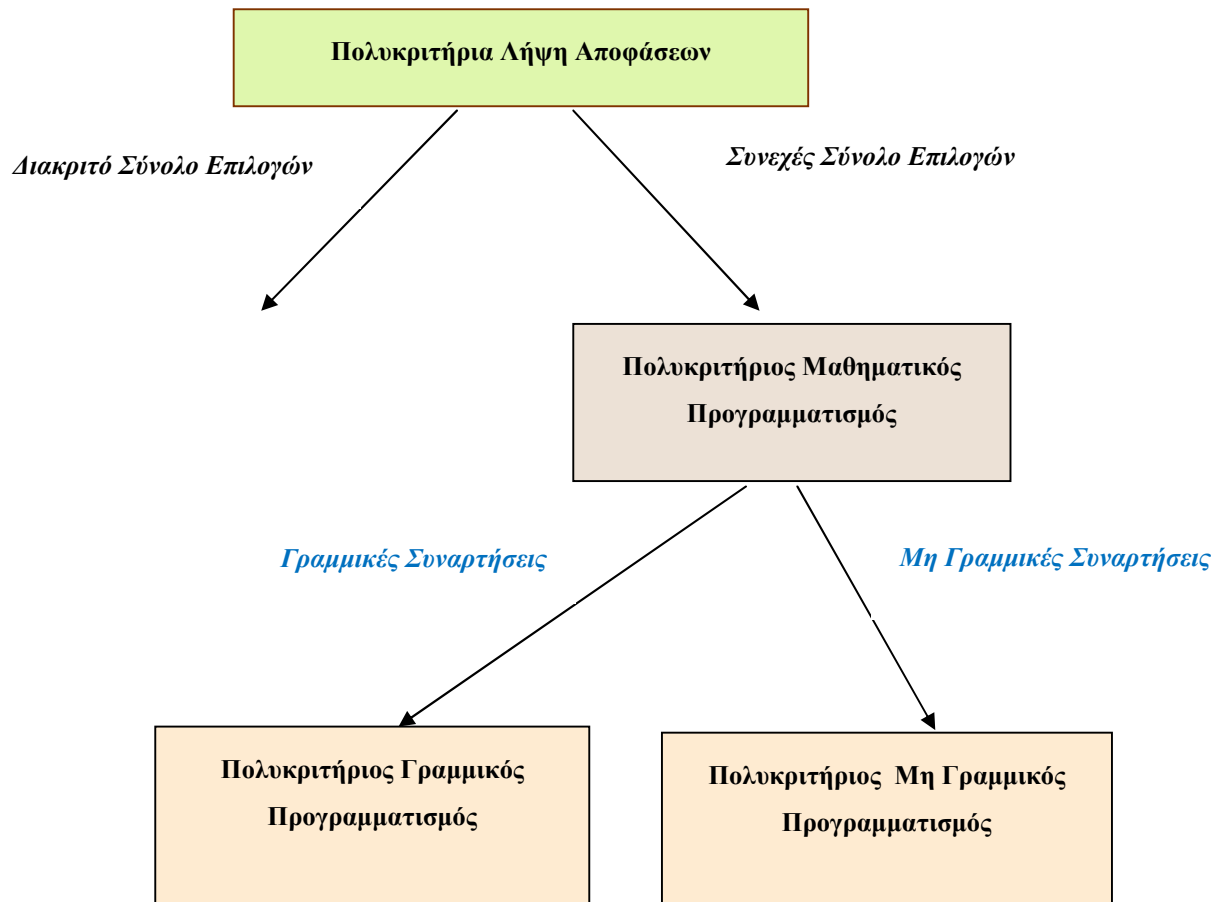 Πολυκριτήρια Λήψη Αποφάσεων
Διακριτό Σύνολο Επιλογών
Συνεχές Σύνολο Επιλογών
Πολυκριτήριος Μαθηματικός
Προγραμματισμός
Γραμμικές Συναρτήσεις
Μη Γραμμικές Συναρτήσεις
Πολυκριτήριος Γραμμικός
Προγραμματισμός
Πολυκριτήριος Μη Γραμμικός
Προγραμματισμός